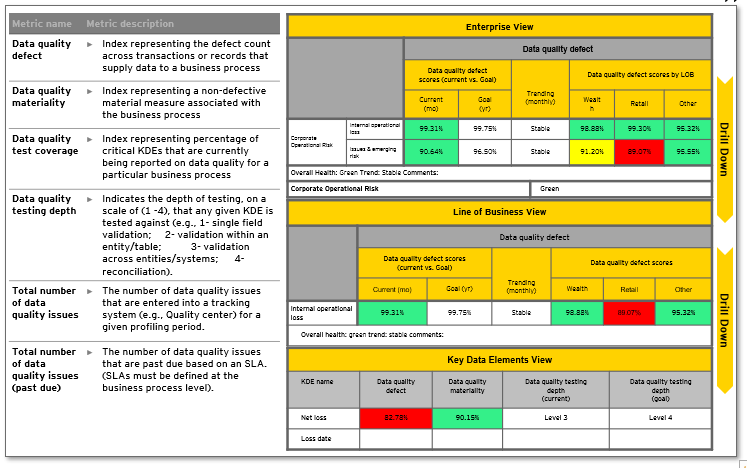 Metric name Metric description
Data quality defect
► Index representing the defect count
across transactions or records that
supply data to a business process
Data quality materiality
► Index representing a non-defective
material measure associated with
the business process
Data quality test coverage
► Index representing percentage of
critical KDEs that are currently
being reported on data quality for a
particular business process
Data quality testing depth
► Indicates the depth of testing, on a
scale of (1 -4), that any given KDE is
tested against (e.g., 1- single field
validation; 2- validation within an
entity/table; 3- validation
across entities/systems; 4-
reconciliation).
Total number of data quality issues
► The number of data quality issues
that are entered into a tracking
system (e.g., Quality center) for a
given profiling period.
Total number of data quality issues (past due)
► The number of data quality issues
that are past due based on an SLA.
(SLAs must be defined at the
business process level).
Enterprise View
Data quality defect
Data quality defect
scores (current vs. Goal)
Trending
(monthly)
Data quality defect scores by LOB
Current
(mo)
Goal
(yr)
Wealt
h
Retail
Other
Corporate
Operational Risk
Internal operational
loss
99.31%
99.75%
Stable
98.88%
99.30%
95.32%
Issues & emerging
risk
90.64%
96.50%
Stable
91.20%
89.07%
95.55%
Overall Health: Green Trend: Stable Comments:
Corporate Operational Risk
Green
Line of Business View
Data quality defect
Data quality defect scores
(current vs. Goal)
Trending
(monthly)
Data quality defect scores
Current (mo)
Goal (yr)
Wealth
Retail
Other
Internal operational
loss
99.31%
99.75%
Stable
98.88%
89.07%
95.32%
Overall health: green trend: stable comments:
Key Data Elements View
KDE name
Data quality
defect
Data quality
materiality
Data quality testing
depth
(current)
Data quality testing
depth
(goal)
Net loss
82.78%
90.15%
Level 3
Level 4
Loss date
Drill Down
Drill Down